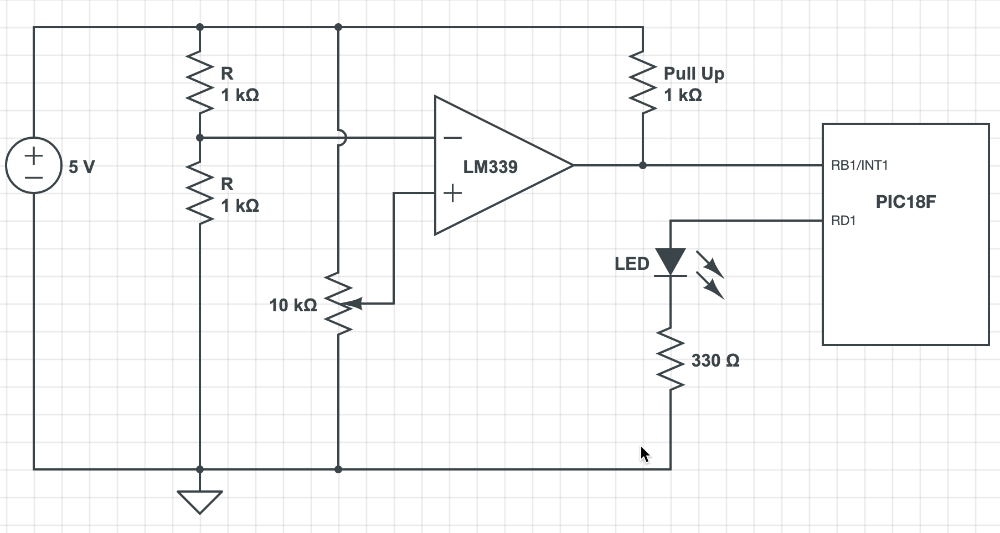 R
1 kΩ
Pull Up
1 kΩ
5 V
R
1 kΩ
LM339
RB1/INT1
PIC18F
RD1
LED
10 kΩ
330 Ω